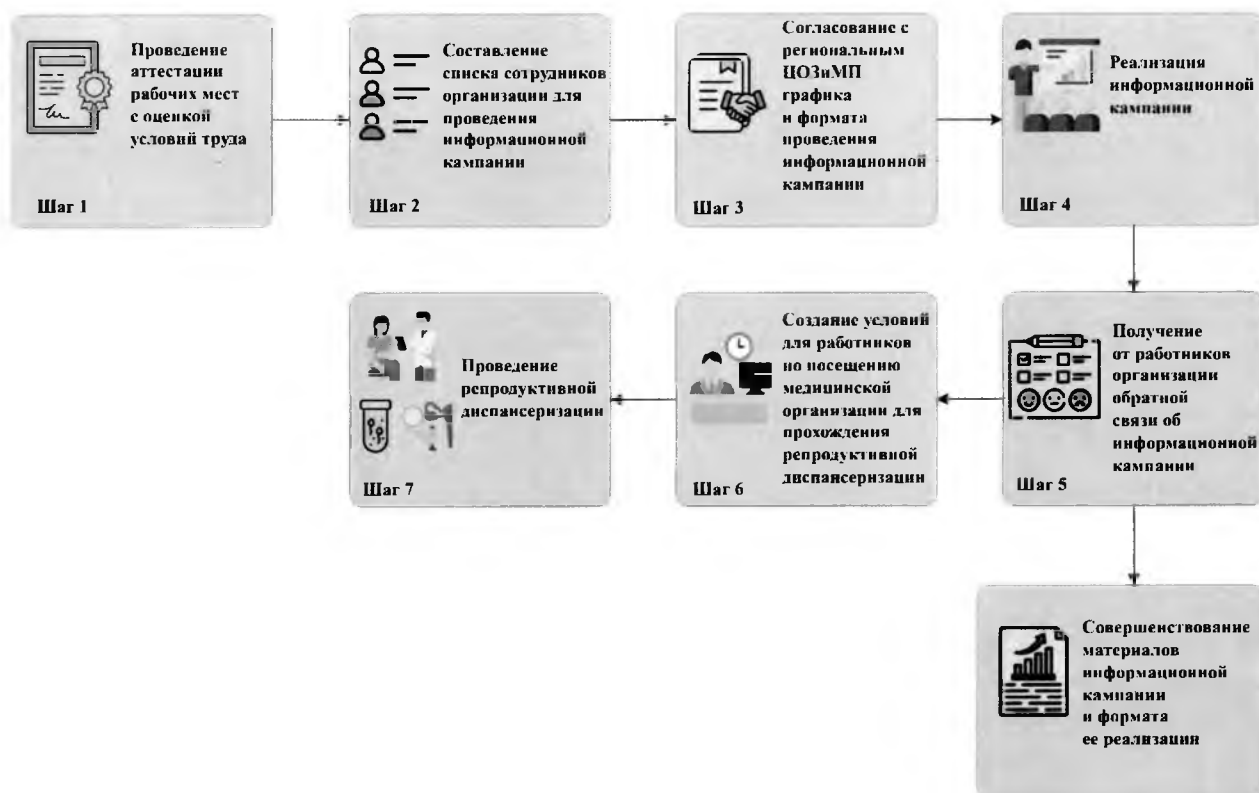 Проведение
аттестации
рабочих мест
с оценкой
условий труда
Шаг 1
Составление
списка сотрудников
организации для
проведения
информационной
кампании
Шаг 2
Согласование с
региональным
ЦОЗиМП
графика
и формата
проведения
информационной
кампании
Шаг 3
Реализация
информационной
кампании
Шаг 4
Получение
от работников
организации
обратной
связи об
информационной
кампании
Шаг 5
Создание условий
для работников
по посещению
медицинской
организации для
прохождения
репродуктивной
диспансеризации
Шаг 6
Проведение
репродуктивной
диспансеризации
Шаг 7
Совершенствование
материалов
информационной
кампании
и формата
ее реализация